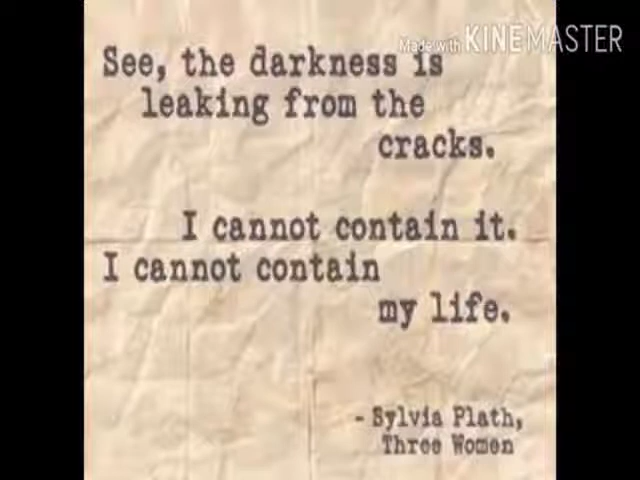 Made with KINEMASTER
See, the darkness is
leaking from the
cracks.
I cannot contain it.
I cannot contain
my life.
- Sylvia Plath,
Three Women